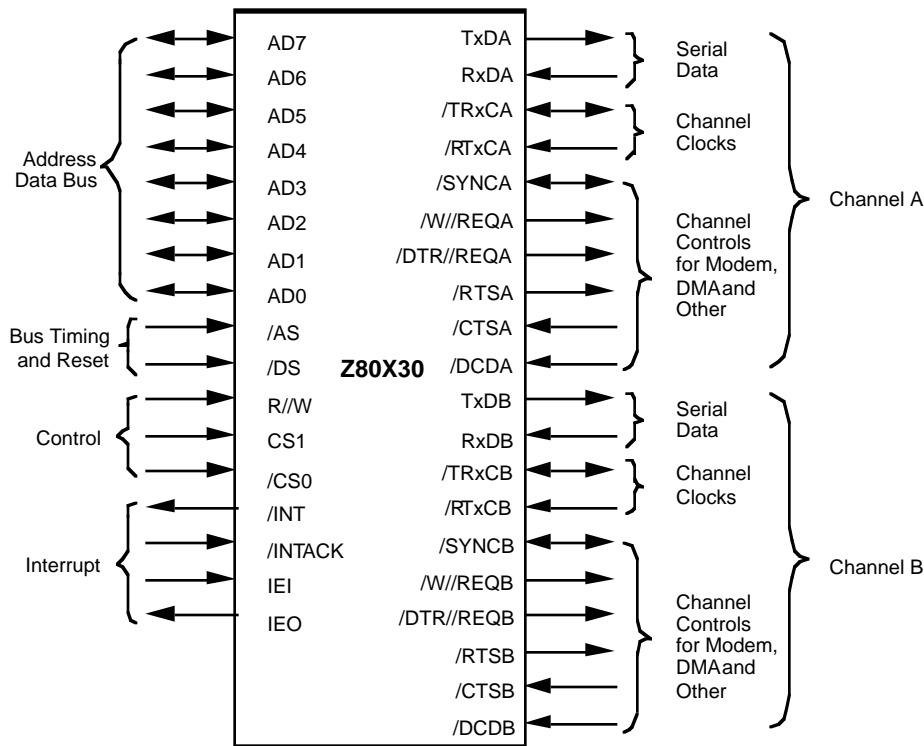 AD7
AD6
AD5
AD4
AD3
AD2
AD1
AD0
/AS
/DS
R//W
CS1
/CS0
/INT
/INTACK
IEI
IEO
Address
Data Bus
Bus Timing
and Reset
Control
Interrupt
Z80X30
TxDA
RxDA
/TRxCA
/RTxCA
/SYNCA
/W//REQA
/DTR//REQA
/RTSA
/CTSA
/DCDA
TxDB
RxDB
/TRxCB
/RTxCB
/SYNCB
/W//REQB
/DTR//REQB
/RTSB
/CTSB
/DCDB
Serial
Data
Channel
Clocks
Channel
Controls
for Modem,
DMA and
Other
Channel A
Serial
Data
Channel
Clocks
Channel
Controls
for Modem,
DMA and
Other
Channel B